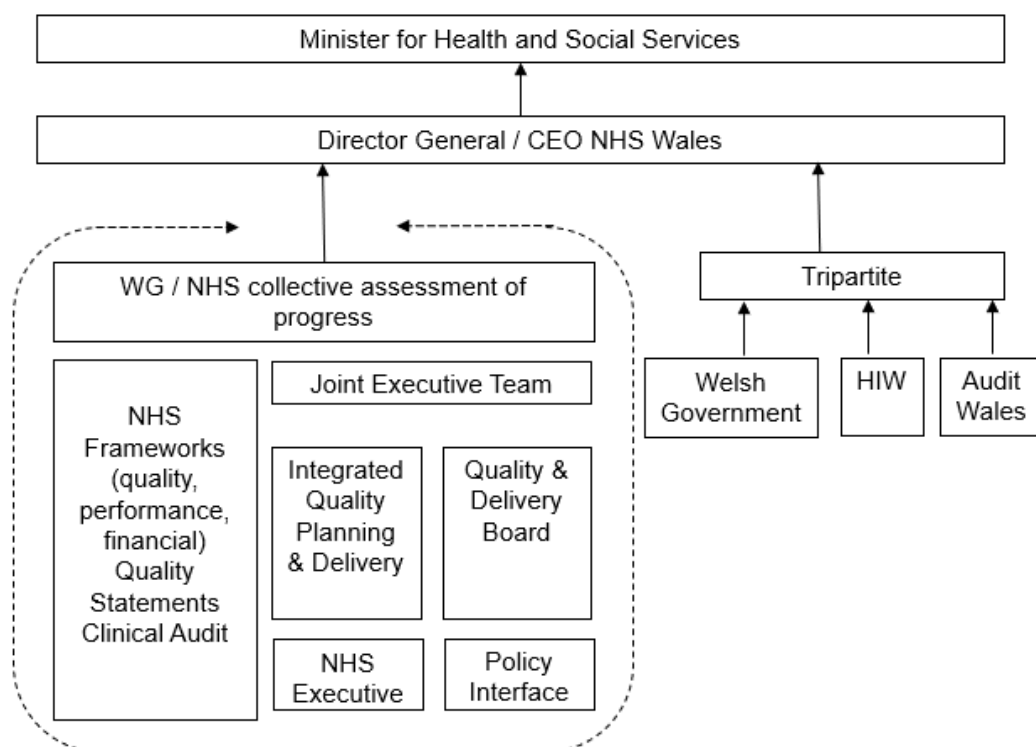 Minister for Health and Social Services
Director General / CEO NHS Wales
WG / NHS collective assessment of
progress
Tripartite
Welsh
Government
HIW
Audit
Wales
NHS
Frameworks
(quality,
performance,
financial)
Quality
Statements
Clinical Audit
Joint Executive Team
Integrated
Quality
Planning
& Delivery
Quality &
Delivery
Board
NHS
Executive
Policy
Interface